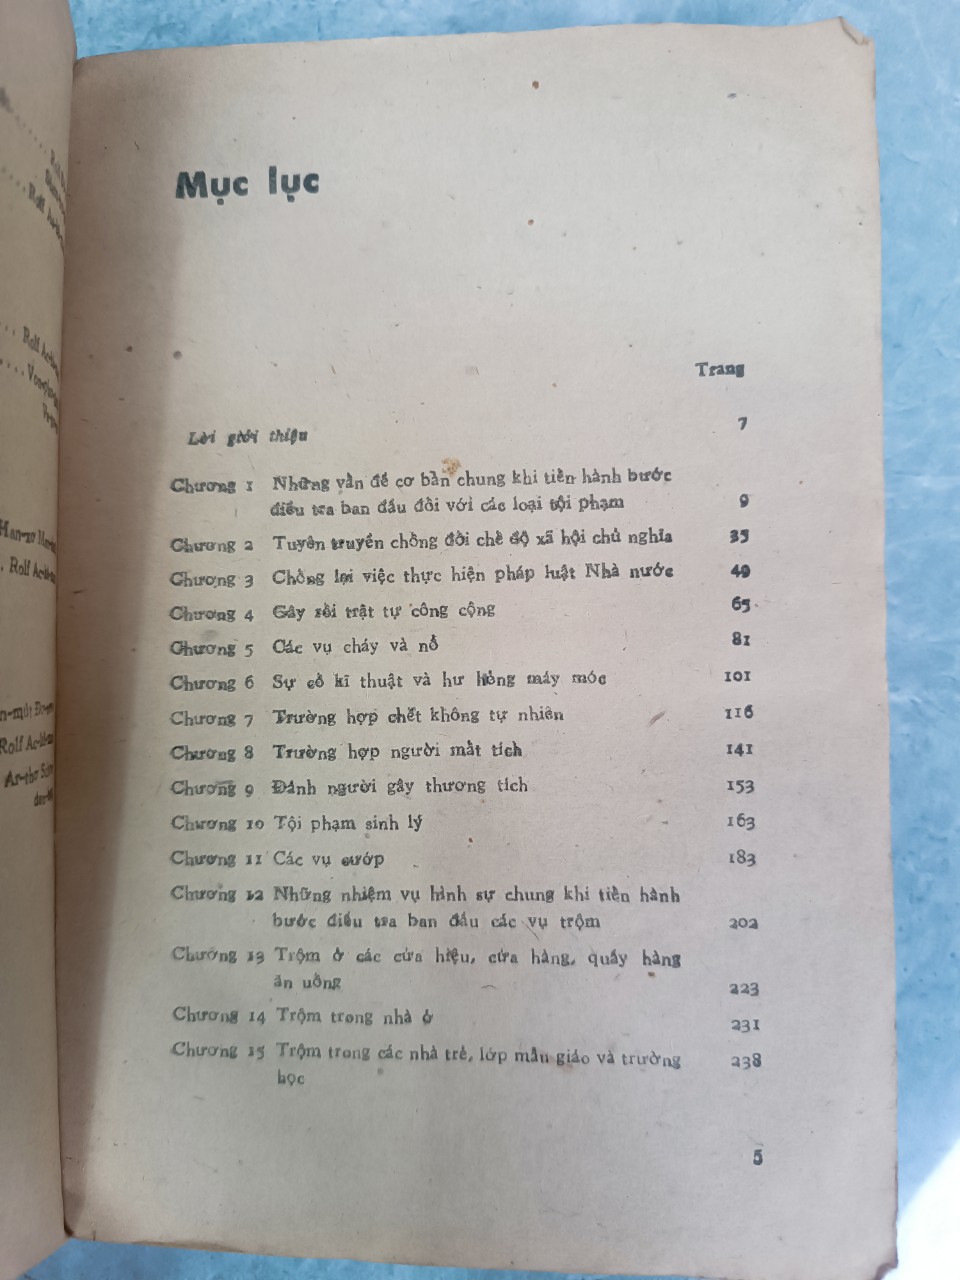 Rolf
Mục lục
Trang
Lời giới thiệu 7
Chương 1 Những vấn đề cơ bản chung khi tiến hành bước
điều tra ban đầu đối với các loại tội phạm 9
Chương 2 Tuyên truyền chống đối chế độ xã hội chủ nghĩa 35
Chương 3 Chống lại việc thực hiện pháp luật Nhà nước 49
Chương 4 Gây rối trật tự công cộng 65
Chương 5 Các vụ cháy và nổ 81
Chương 6 Sự cố kĩ thuật và hư hỏng máy móc 101
Chương 7 Trường hợp chết không tự nhiên 116
Chương 8 Trường hợp người mất tích 141
Chương 9 Đánh người gây thương tích 153
Chương 10 Tội phạm sinh lý 163
Chương 11 Các vụ cướp 183
Chương 12 Những nhiệm vụ hình sự chung khi tiến hành
bước điều tra ban đầu các vụ trộm 202
Chương 13 Trộm ở các cửa hiệu, cửa hàng, quầy hàng
ăn uống 223
Chương 14 Trộm trong nhà ở 231
Chương 15 Trộm trong các nhà trẻ, lớp mẫu giáo và trường
học 238
5